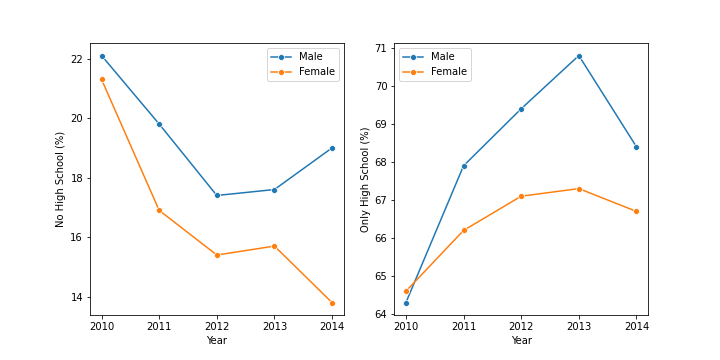 No High School (%)
22
20
18
16
14
Male
Female
2010 2011 2012 2013 2014
Year
Only High School (%)
71
70
69
68
67
66
65
64
Male
Female
2010 2011 2012 2013 2014
Year